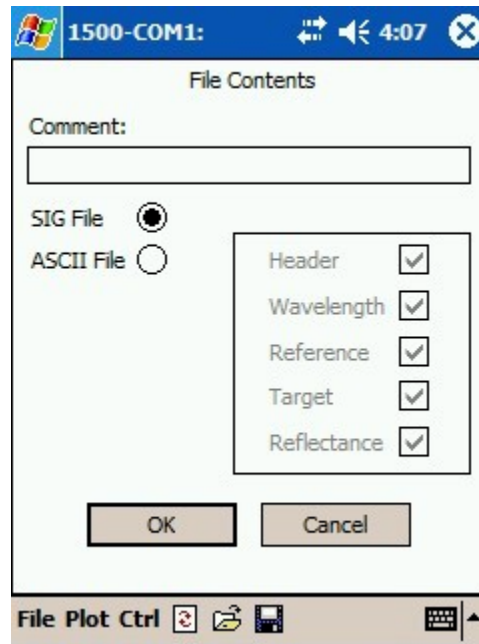 1500-COM1: 4:07
File Contents
Comment:
SIG File
ASCII File
Header
Wavelength
Reference
Target
Reflectance
OK Cancel
File Plot Ctrl